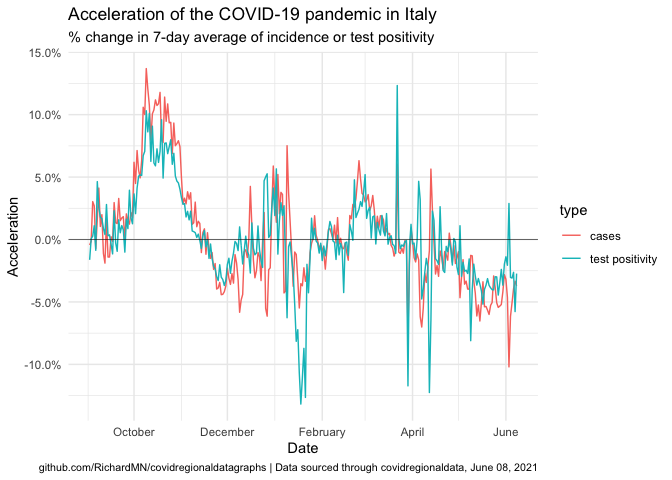 Acceleration of the COVID-19 pandemic in Italy
% change in 7-day average of incidence or test positivity
15.0%
10.0%
5.0%
0.0%
-5.0%
-10.0%
Acceleration
October
December
February
April
June
Date
type
cases
test positivity
github.com/RichardMN/covidregionaldatagraphs | Data sourced through covidregionaldata, June 08, 2021